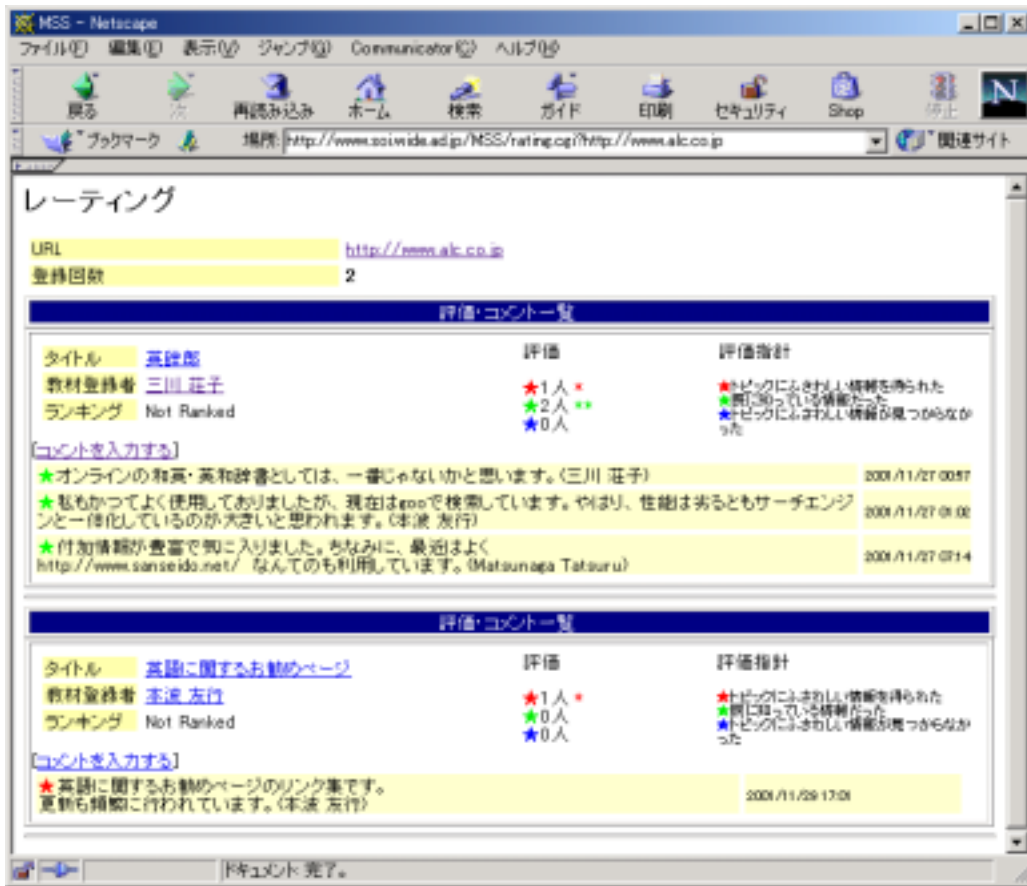 MSS - Netscape
ファイル(F) 編集(E) 表示(V) ジャンプ(G) Communicator(C) ヘルプ(H)
戻る 次 再読み込み ホーム 検索 ガイド 印刷 セキュリティ Shop 停止 N
ブックマーク 場所: http://www.soi.wide.ad.jp/MSS/rating.cgi?http://www.alc.co.jp 関連サイト
レーティング
URL http://www.alc.co.jp
登録回数 2
評価・コメント一覧
タイトル 英辞郎 評価 評価指針
教材登録者 三川 荘子 ★1人 * ★トピックにふさわしい情報を得られた
ランキング Not Ranked ★2人 ** ★既に知っている情報だった
★0人 ★トピックにふさわしい情報が見つからなか
った
[コメントを入力する]
★オンラインの和英・英和辞書としては、一番じゃないかと思います。(三川 荘子) 2001/11/27 00:57
★私もかつてよく使用しておりましたが、現在はgooで検索しています。やはり、性能は劣るともサーチエンジ
ンと一体化しているのが大きいと思われます。(本波 友行) 2001/11/27 01:02
★付加情報が豊富で気に入りました。ちなみに、最近はよく
http://www.sanseido.net/ なんてのも利用しています。(Matsunaga Tatsuru) 2001/11/27 07:14
評価・コメント一覧
タイトル 英語に関するお勧めページ 評価 評価指針
教材登録者 本波 友行 ★1人 * ★トピックにふさわしい情報を得られた
ランキング Not Ranked ★0人 ★既に知っている情報だった
★0人 ★トピックにふさわしい情報が見つからなか
った
[コメントを入力する]
★英語に関するお勧めページのリンク集です。
更新も頻繁に行われています。(本波 友行) 2001/11/29 17:01
ドキュメント: 完了。